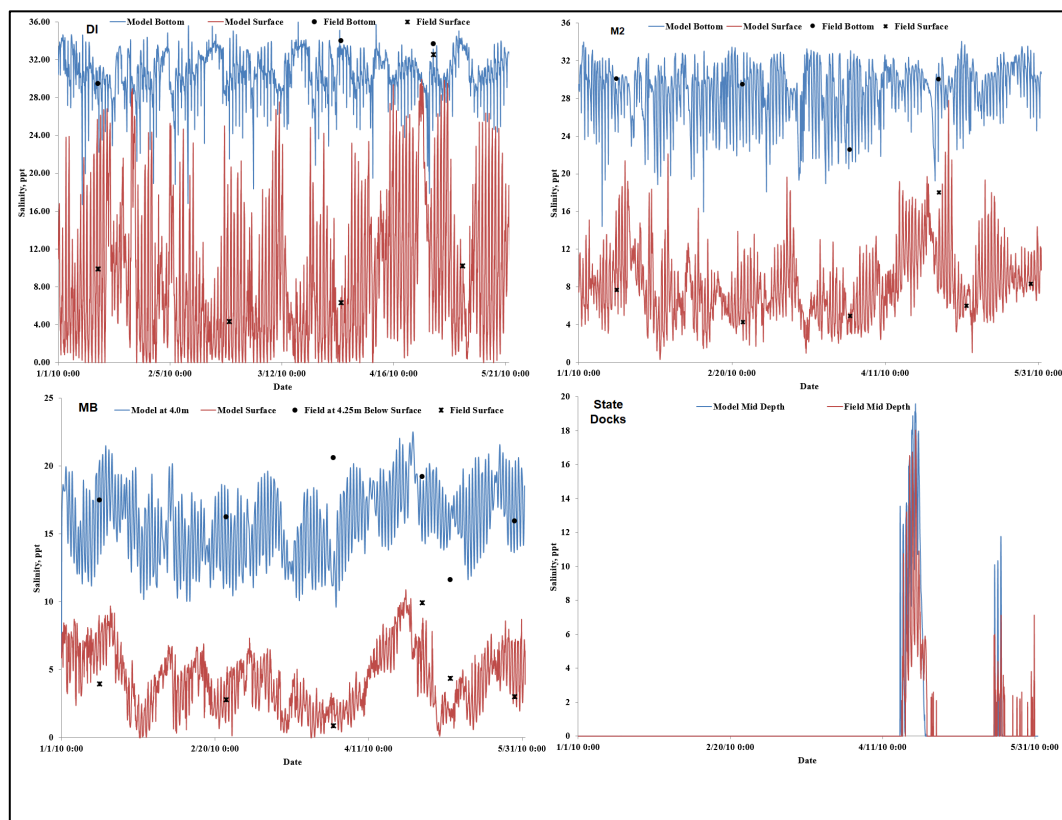 DI
Model Bottom Model Surface Field Bottom Field Surface
36.00
32.00
28.00
24.00
20.00
16.00
12.00
8.00
4.00
0.00
Salinity, ppt
1/1/10 0:00 2/5/10 0:00 3/12/10 0:00 4/16/10 0:00 5/21/10 0:00
Date
M2
Model Bottom Model Surface Field Bottom Field Surface
36
32
28
24
20
16
12
8
4
0
Salinity, ppt
1/1/10 0:00 2/20/10 0:00 4/11/10 0:00 5/31/10 0:00
Date
MB
Model at 4.0m Model Surface Field at 4.25m Below Surface Field Surface
25
20
15
10
5
0
Salinity, ppt
1/1/10 0:00 2/20/10 0:00 4/11/10 0:00 5/31/10 0:00
Date
State
Docks
Model Mid Depth Field Mid Depth
20
18
16
14
12
10
8
6
4
2
0
Salinity, ppt
1/1/10 0:00 2/20/10 0:00 4/11/10 0:00 5/31/10 0:00
Date